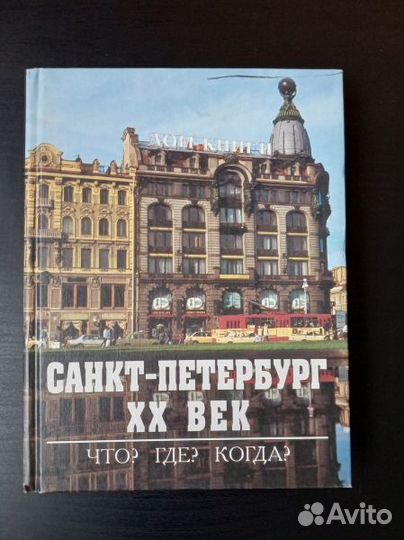 ДОМ КНИГИ
САНКТ-ПЕТЕРБУРГ
XX ВЕК
ЧТО? ГДЕ? КОГДА?
Avito